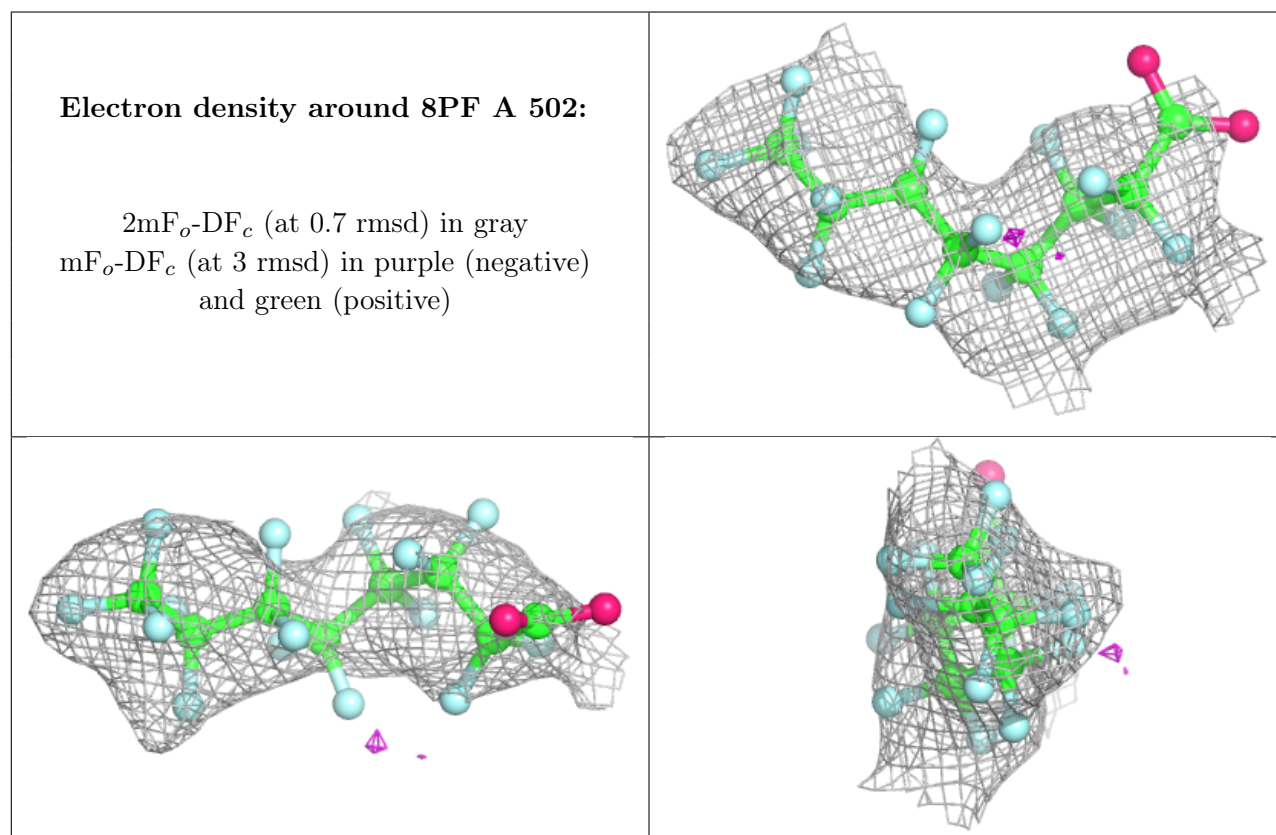 Electron density around 8PF A 502:
2mFo-DFc (at 0.7 rmsd) in gray
mFo-DFc (at 3 rmsd) in purple (negative)
and green (positive)